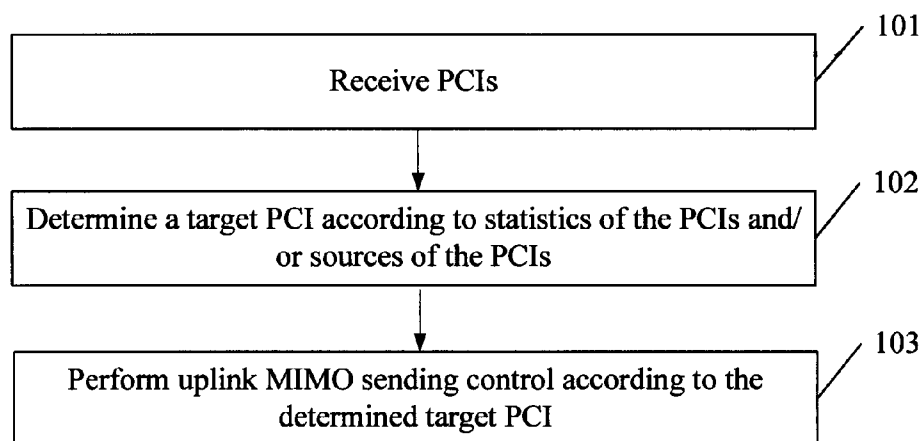 101
Receive PCIs
102
Determine a target PCI according to statistics of the PCIs and/
or sources of the PCIs
103
Perform uplink MIMO sending control according to the
determined target PCI